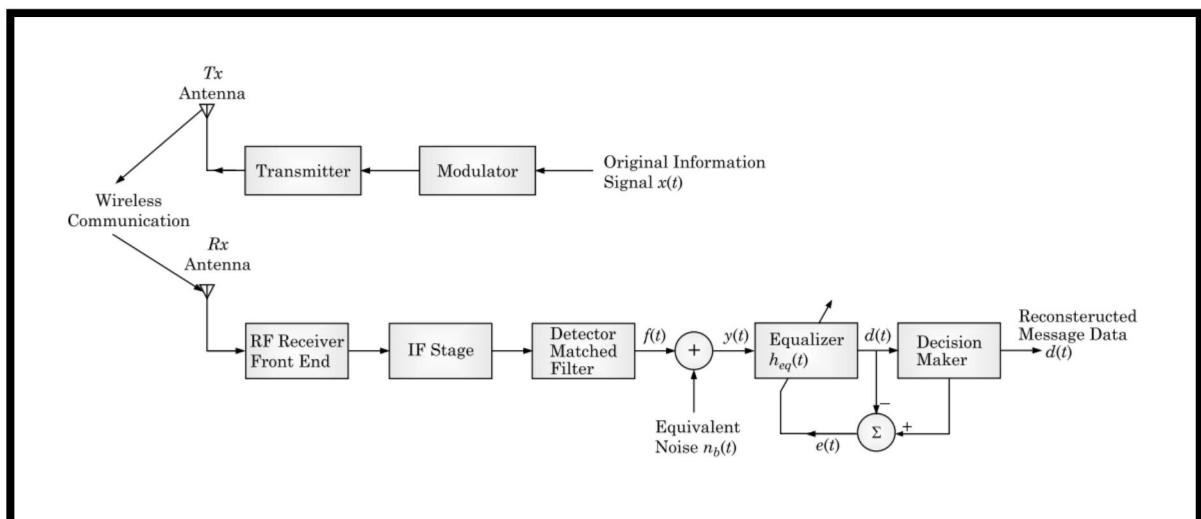 Tx
Antenna
Transmitter
Modulator
Original Information
Signal x(t)
Wireless
Communication
Rx
Antenna
RF Receiver
Front End
IF Stage
Detector
Matched
Filter
f(t)
+
Equivalent
Noise n_b(t)
y(t)
Equalizer
h_eq(t)
d(t)
Decision
Maker
Reconsteructed
Message Data
d(t)
−
Σ
+
e(t)